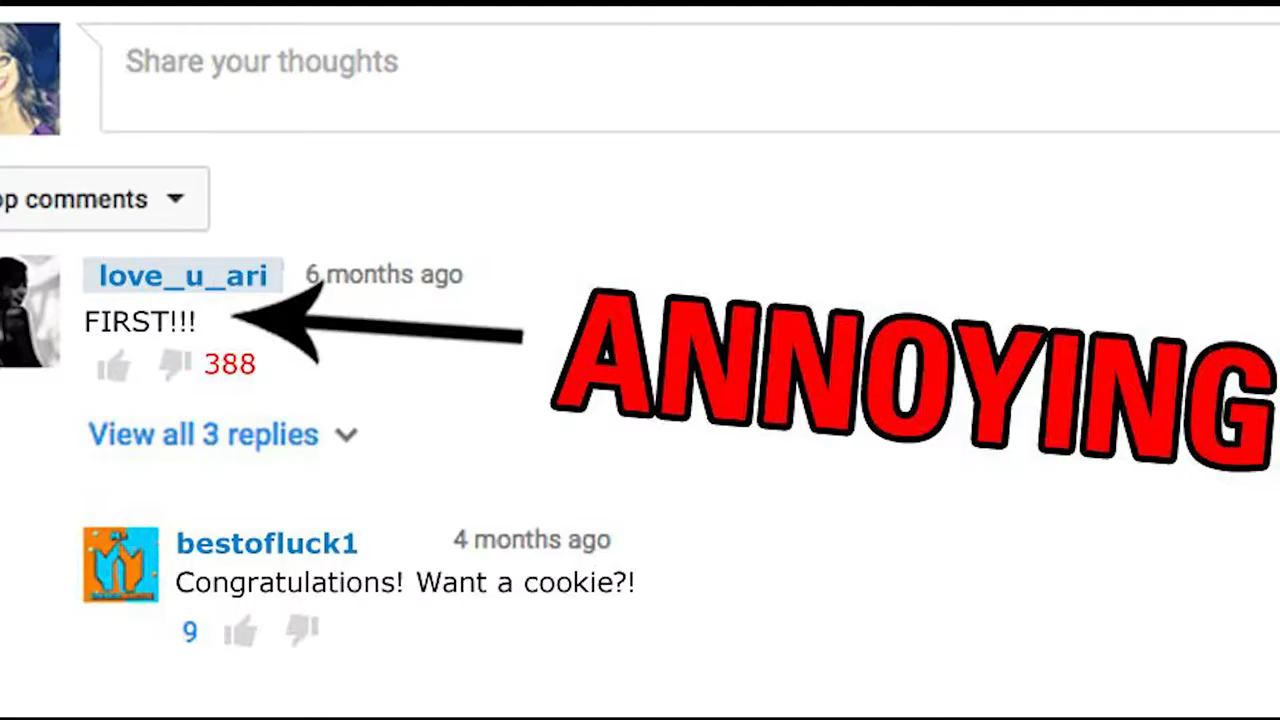 Share your thoughts
op comments
love_u_ari 6 months ago
FIRST!!!
388
ANNOYING
View all 3 replies
bestofluck1 4 months ago
Congratulations! Want a cookie?!
9